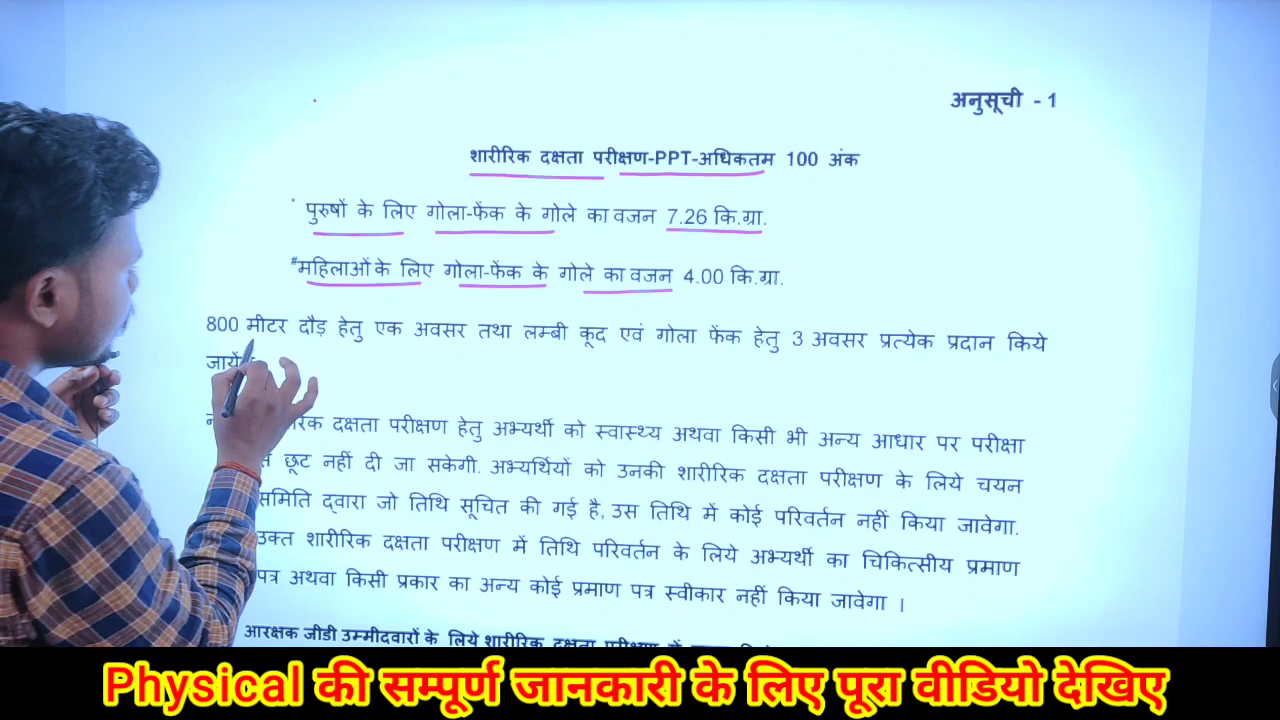 अनुसूची - 1
शारीरिक दक्षता परीक्षण-PPT-अधिकतम 100 अंक
* पुरुषों के लिए गोला-फेंक के गोले का वजन 7.26 कि.ग्रा.
#महिलाओं के लिए गोला-फेंक के गोले का वजन 4.00 कि.ग्रा.
800 मीटर दौड़ हेतु एक अवसर तथा लम्बी कूद एवं गोला फेंक हेतु 3 अवसर प्रत्येक प्रदान किये
दक्षता परीक्षण हेतु अभ्यर्थी को स्वास्थ्य अथवा किसी भी अन्य आधार पर परीक्षा
छूट नहीं दी जा सकेगी. अभ्यर्थियों को उनकी शारीरिक दक्षता परीक्षण के लिये चयन
समिति द्वारा जो तिथि सूचित की गई है, उस तिथि में कोई परिवर्तन नहीं किया जावेगा.
उक्त शारीरिक दक्षता परीक्षण में तिथि परिवर्तन के लिये अभ्यर्थी का चिकित्सीय प्रमाण
पत्र अथवा किसी प्रकार का अन्य कोई प्रमाण पत्र स्वीकार नहीं किया जावेगा ।
आरक्षक जीडी उम्मीदवारों के लिये शारीरिक दक्षता परीक्षण में
Physical की सम्पूर्ण जानकारी के लिए पूरा वीडियो देखिए